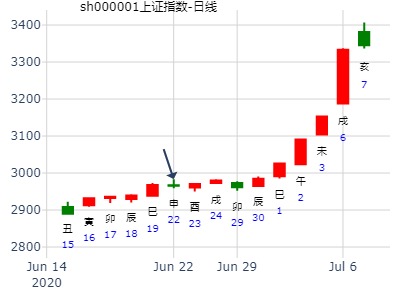 sh000001上证指数-日线
3400
3300
3200
3100
3000
2900
2800
丑
15
寅
16
卯
17
辰
18
巳
19
申
22
酉
23
戌
24
卯
29
辰
30
巳
1
午
2
未
3
戌
6
亥
7
Jun 14
2020
Jun 22
Jun 29
Jul 6